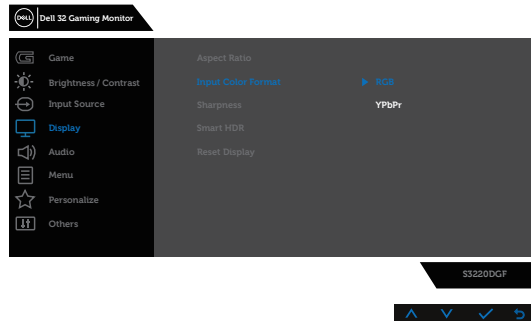 DELL
Dell 32 Gaming Monitor
Game
Brightness / Contrast
Input Source
Display
Audio
Menu
Personalize
Others
Aspect Ratio
Input Color Format
RGB
Sharpness
YPbPr
Smart HDR
Reset Display
S3220DGF